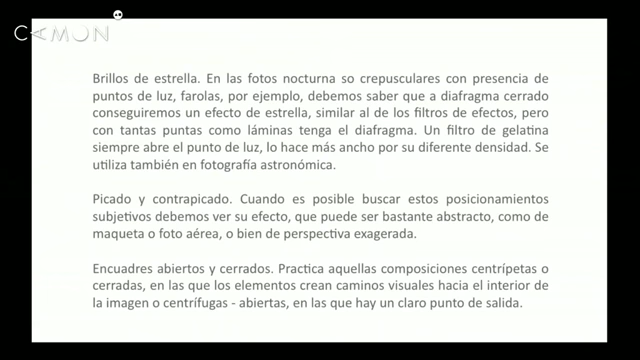 CAMON
Brillos de estrella. En las fotos nocturna so crepusculares con presencia de
puntos de luz, farolas, por ejemplo, debemos saber que a diafragma cerrado
conseguiremos un efecto de estrella, similar al de los filtros de efectos, pero
con tantas puntas como láminas tenga el diafragma. Un filtro de gelatina
siempre abre el punto de luz, lo hace más ancho por su diferente densidad. Se
utiliza también en fotografía astronómica.
Picado y contrapicado. Cuando es posible buscar estos posicionamientos
subjetivos debemos ver su efecto, que puede ser bastante abstracto, como de
maqueta o foto aérea, o bien de perspectiva exagerada.
Encuadres abiertos y cerrados. Practica aquellas composiciones centrípetas o
cerradas, en las que los elementos crean caminos visuales hacia el interior de
la imagen o centrífugas - abiertas, en las que hay un claro punto de salida.